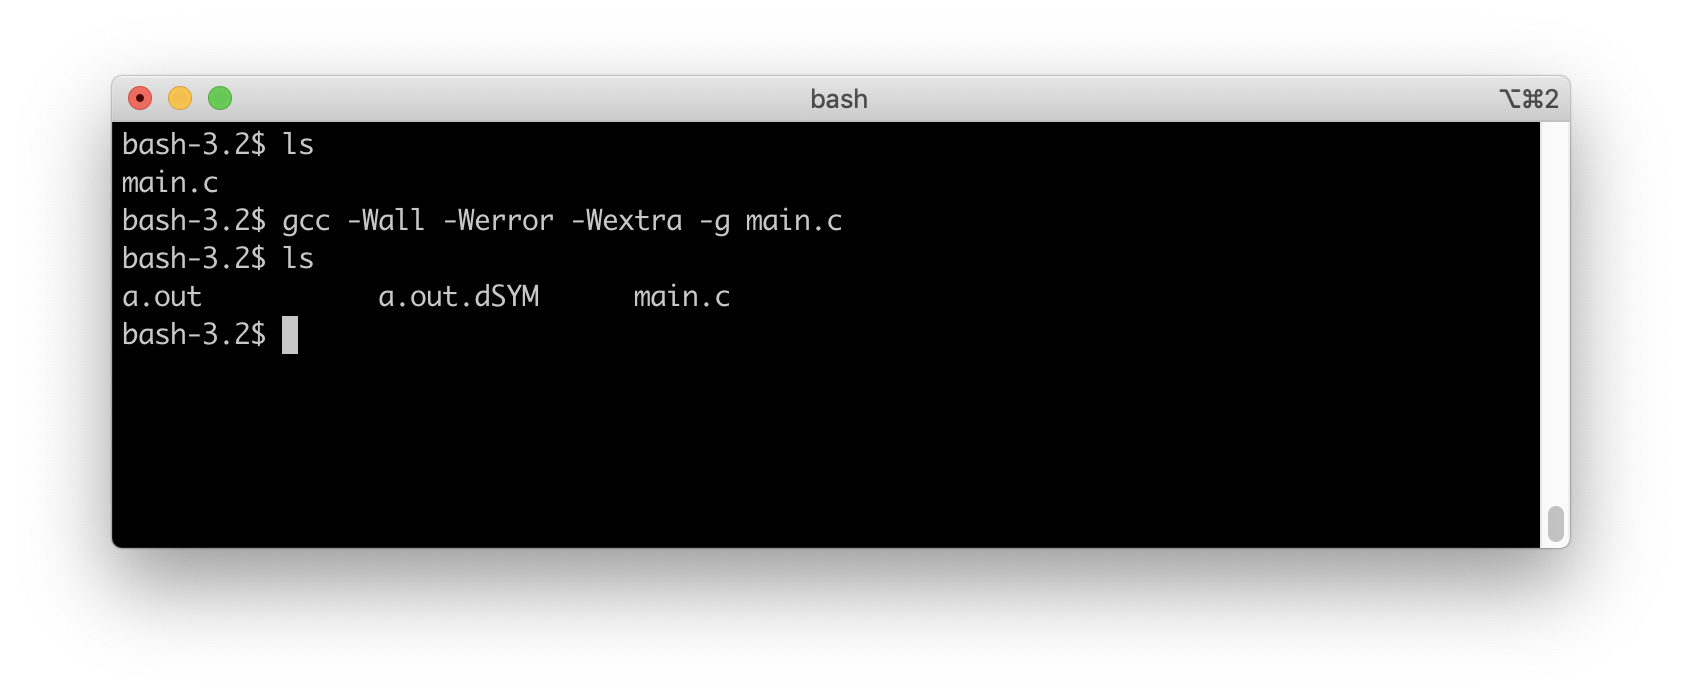 bash
⌥⌘2
bash-3.2$ ls
main.c
bash-3.2$ gcc -Wall -Werror -Wextra -g main.c
bash-3.2$ ls
a.out           a.out.dSYM      main.c
bash-3.2$